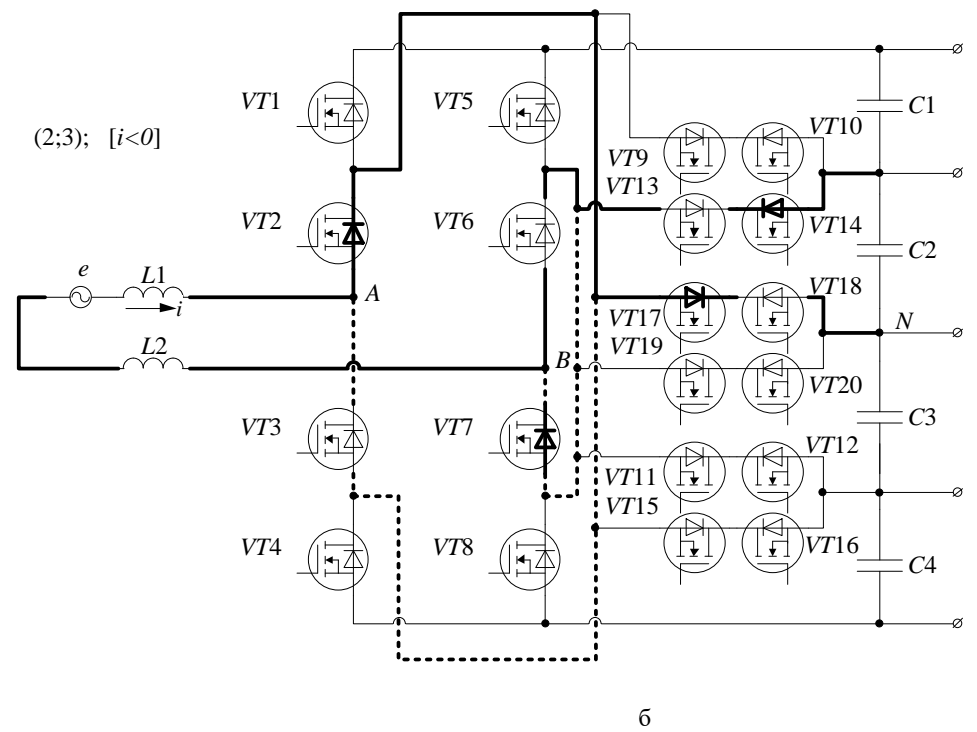 VT1
VT5
C1
(2;3); [i<0]
VT10
VT9
VT13
VT2
VT6
VT14
C2
e
L1
A
VT18
i
VT17
N
VT19
L2
B
VT20
VT3
VT7
C3
VT12
VT11
VT15
VT4
VT8
VT16
C4
б